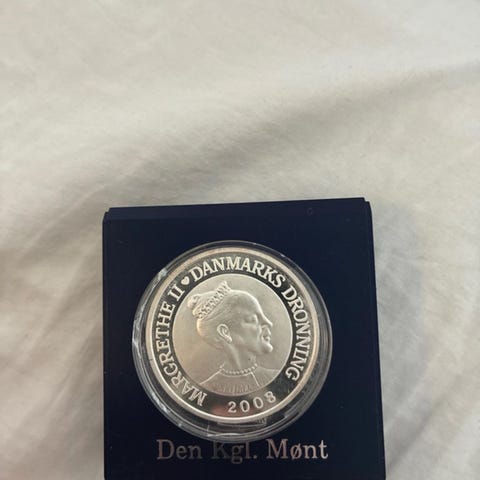 MARGRETHE II ♥ DANMARKS DRONNING
2008
Den Kgl. Mønt